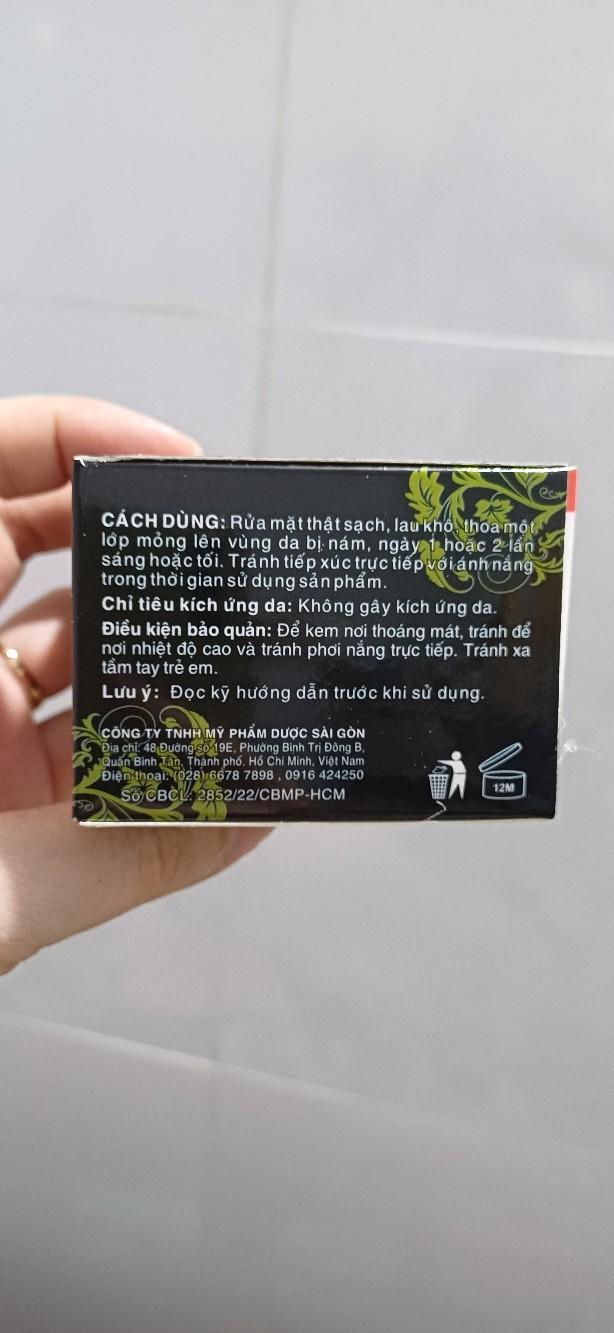 CÁCH DÙNG: Rửa mặt thật sạch, lau khô, thoa một
lớp mỏng lên vùng da bị nám, ngày 1 hoặc 2 lần
sáng hoặc tối. Tránh tiếp xúc trực tiếp với ánh nắng
trong thời gian sử dụng sản phẩm.
Chỉ tiêu kích ứng da: Không gây kích ứng da.
Điều kiện bảo quản: Để kem nơi thoáng mát, tránh để
nơi nhiệt độ cao và tránh phơi nắng trực tiếp. Tránh xa
tầm tay trẻ em.
Lưu ý: Đọc kỹ hướng dẫn trước khi sử dụng.
CÔNG TY TNHH MỸ PHẨM DƯỢC SÀI GÒN
Địa chỉ: 48 Đường số 19E, Phường Bình Trị Đông B,
Quận Bình Tân, Thành phố. Hồ Chí Minh, Việt Nam
Điện thoại: (028) 6678 7898 , 0916 424250
Số CBCL: 2852/22/CBMP-HCM
12M